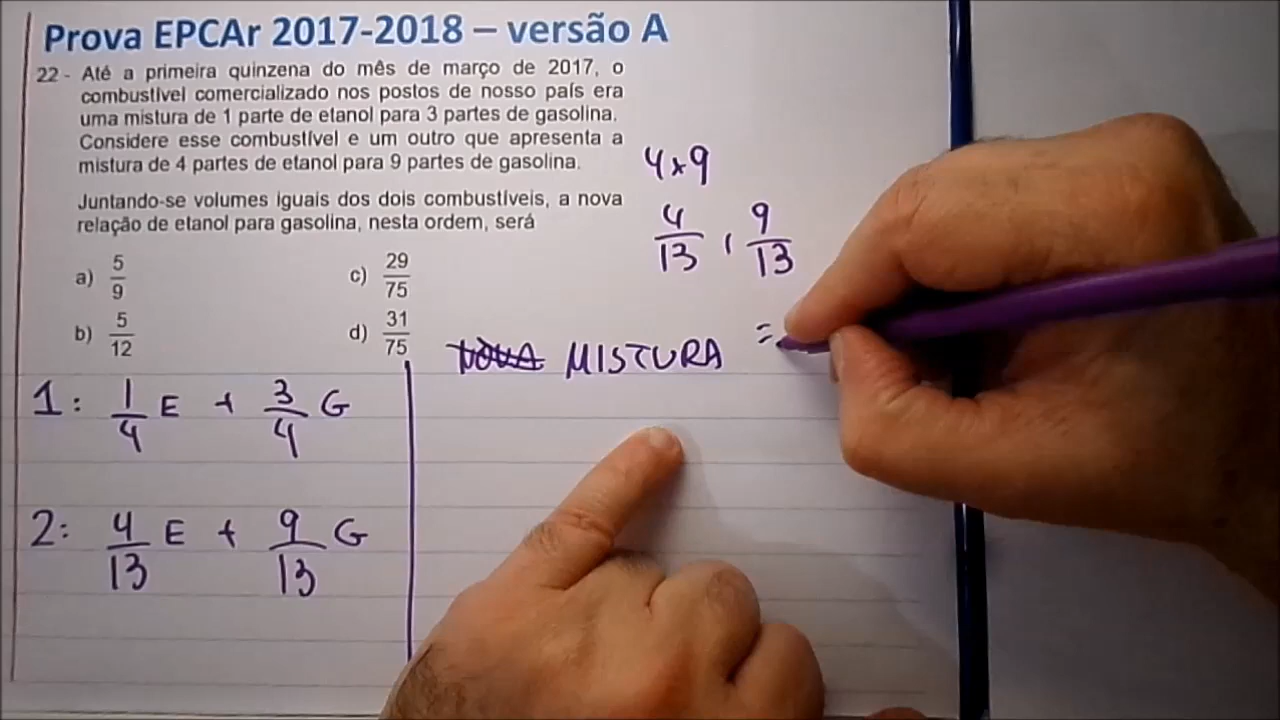 Prova EPCAr 2017-2018 – versão A
22 - Até a primeira quinzena do mês de março de 2017, o
combustível comercializado nos postos de nosso país era
uma mistura de 1 parte de etanol para 3 partes de gasolina.
Considere esse combustível e um outro que apresenta a
mistura de 4 partes de etanol para 9 partes de gasolina.
Juntando-se volumes iguais dos dois combustíveis, a nova
relação de etanol para gasolina, nesta ordem, será
a) 5/9
c) 29/75
b) 5/12
d) 31/75
4 x 9
4/13 , 9/13
NOVA MISTURA =
1: 1/4 E + 3/4 G
2: 4/13 E + 9/13 G